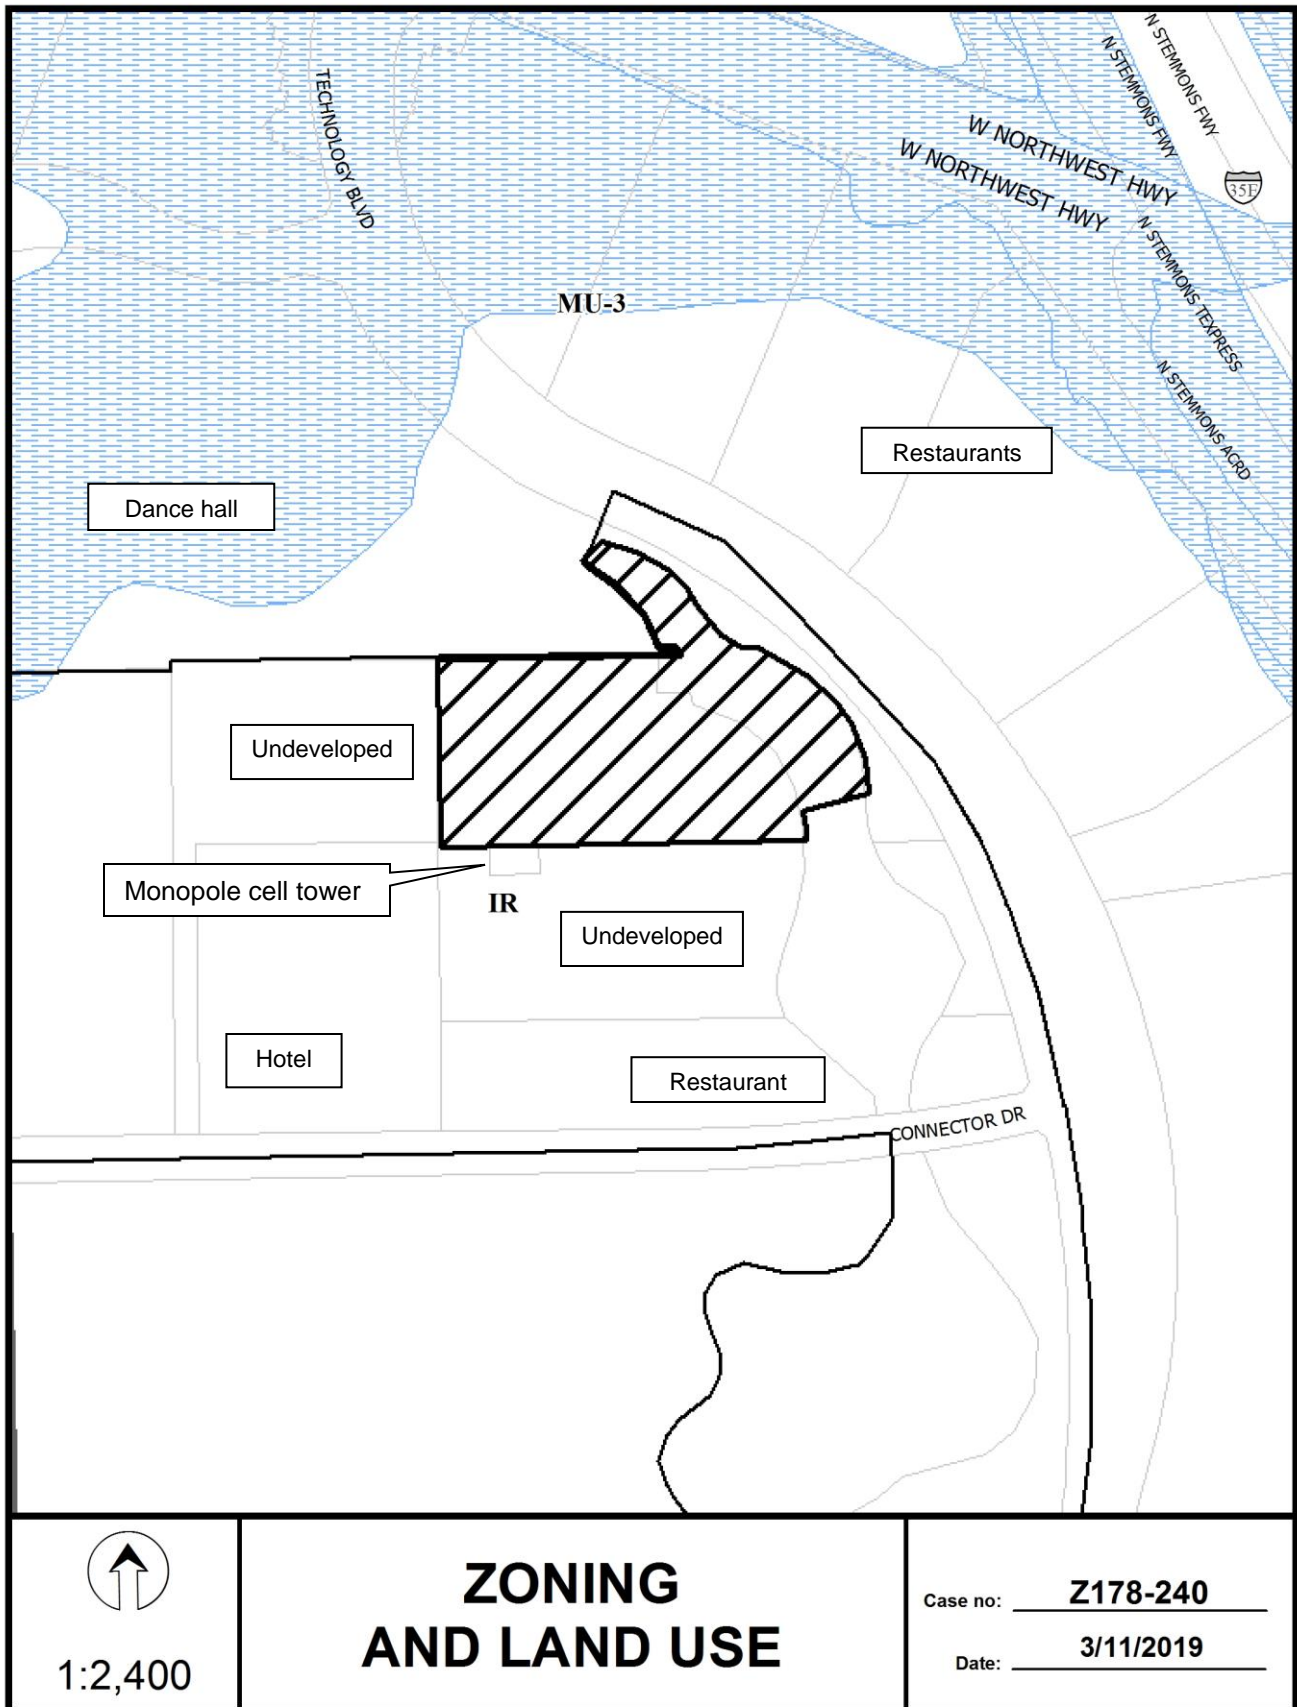 N STEMMONS FWY
N STEMMONS FWY
TECHNOLOGY BLVD
W NORTHWEST HWY
W NORTHWEST HWY
35E
N STEMMONS TEXPRESS
MU-3
N STEMMONS ACRD
Restaurants
Dance hall
Undeveloped
Monopole cell tower
IR
Undeveloped
Hotel
Restaurant
CONNECTOR DR
1:2,400
ZONING
AND LAND USE
Case no: Z178-240
Date: 3/11/2019